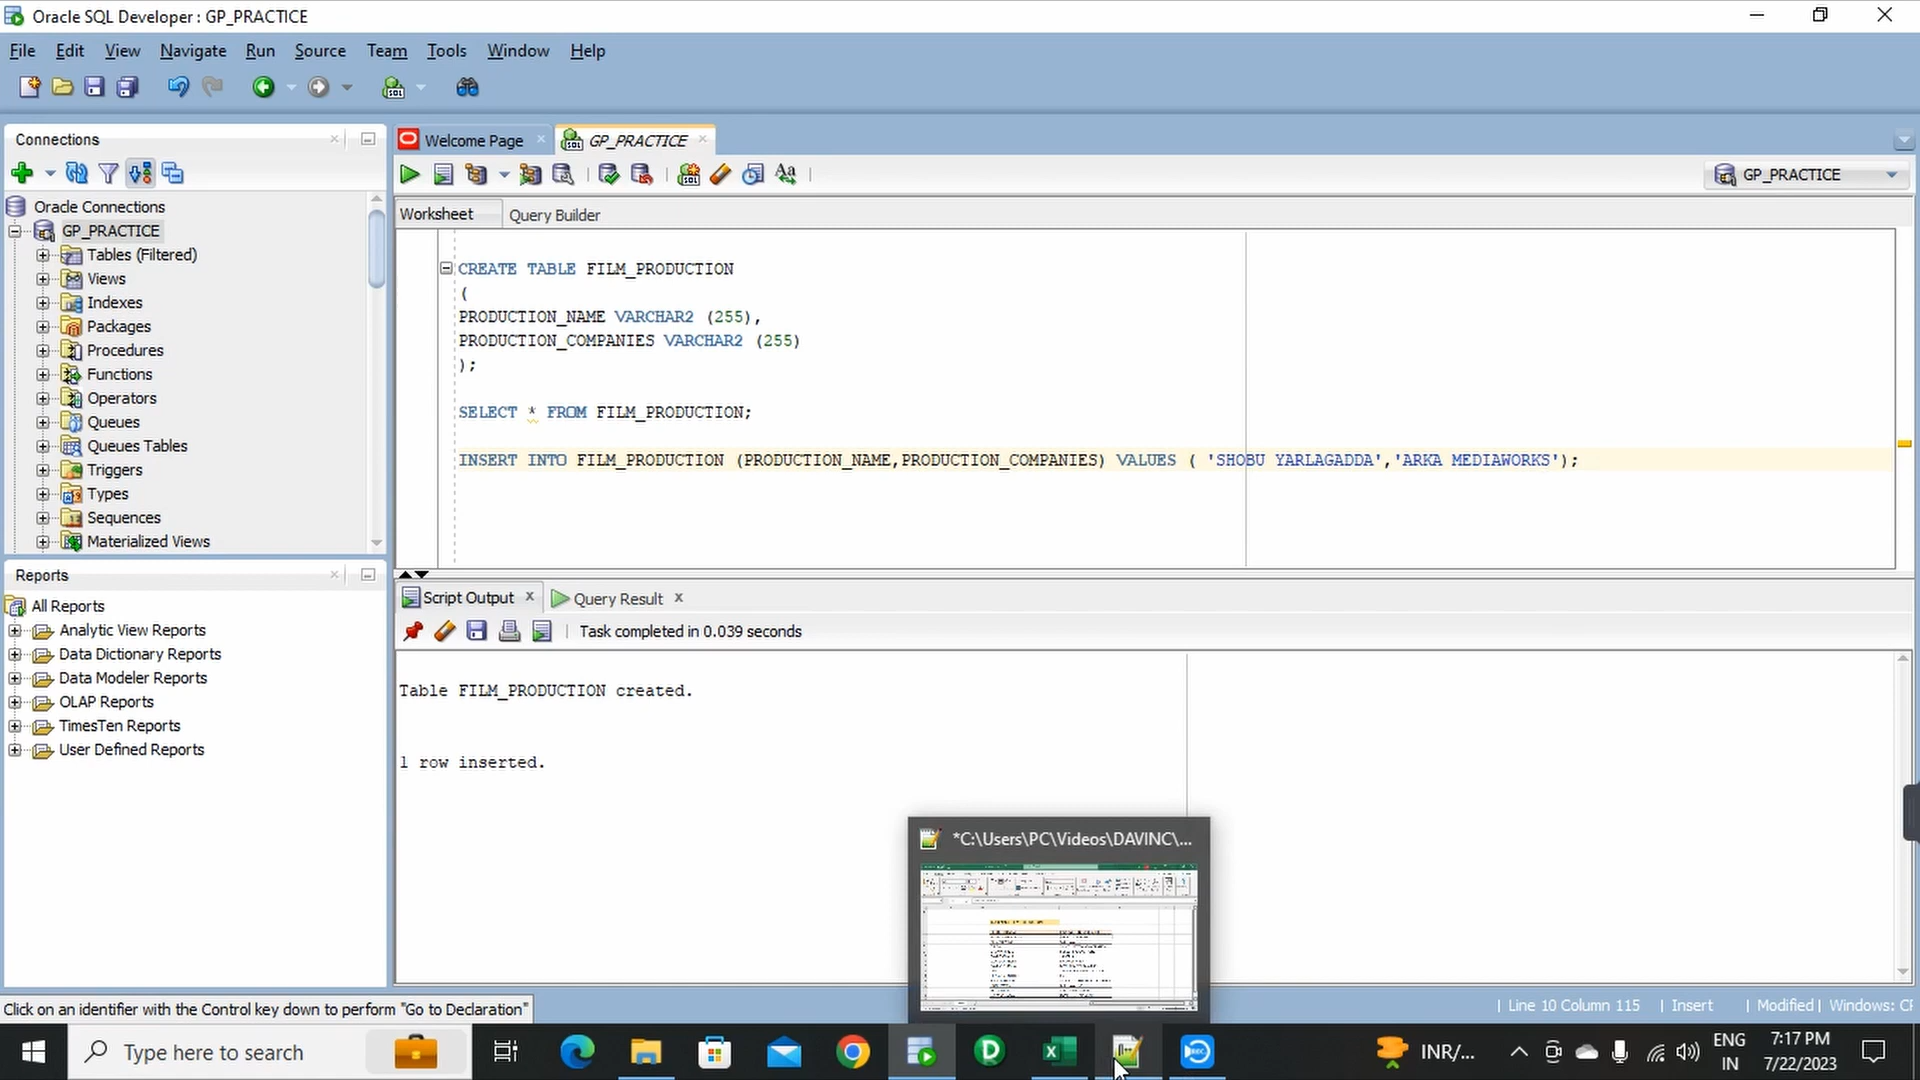 Oracle SQL Developer : GP_PRACTICE
File Edit View Navigate Run Source Team Tools Window Help
Connections
Oracle Connections
GP_PRACTICE
Tables (Filtered)
Views
Indexes
Packages
Procedures
Functions
Operators
Queues
Queues Tables
Triggers
Types
Sequences
Materialized Views
Reports
All Reports
Analytic View Reports
Data Dictionary Reports
Data Modeler Reports
OLAP Reports
TimesTen Reports
User Defined Reports
Welcome Page
GP_PRACTICE
GP_PRACTICE
Worksheet Query Builder
CREATE TABLE FILM_PRODUCTION
(
PRODUCTION_NAME VARCHAR2 (255),
PRODUCTION_COMPANIES VARCHAR2 (255)
);
SELECT * FROM FILM_PRODUCTION;
INSERT INTO FILM_PRODUCTION (PRODUCTION_NAME,PRODUCTION_COMPANIES) VALUES ( 'SHOBU YARLAGADDA','ARKA MEDIAWORKS');
Script Output Query Result
Task completed in 0.039 seconds
Table FILM_PRODUCTION created.
1 row inserted.
*C:\Users\PC\Videos\DAVINC\...
Click on an identifier with the Control key down to perform "Go to Declaration"
Line 10 Column 115 Insert Modified Windows: CR
Type here to search
INR/...
ENG
IN
7:17 PM
7/22/2023